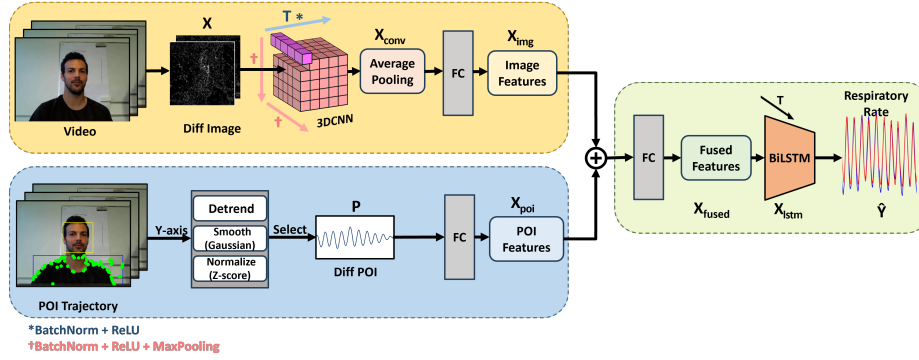 Video
X
Diff Image
T *
†
†
3DCNN
X_conv
Average
Pooling
FC
X_img
Image
Features
POI Trajectory
Y-axis
Detrend
Smooth
(Gaussian)
Normalize
(Z-score)
Select
P
Diff POI
FC
X_poi
POI
Features
+
FC
Fused
Features
X_fused
T
BiLSTM
X_lstm
Respiratory
Rate
Ŷ
*BatchNorm + ReLU
†BatchNorm + ReLU + MaxPooling